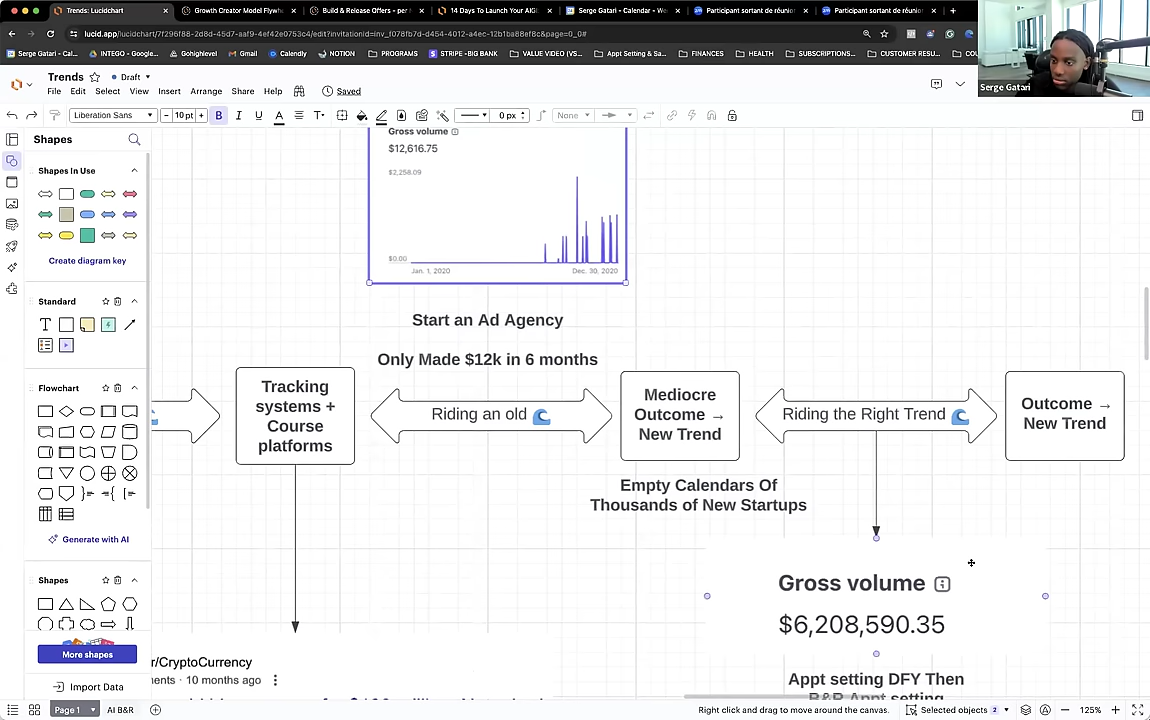 Trends: Lucidchart
Growth Creator Model Flywh
Build & Release Offers - per
14 Days To Launch Your AI
Serge Gatari - Calendar - We
Participant sortant de réunion
Participant sortant de réunion
lucid.app/lucidchart/7f296f88-2d8d-45d7-aaf9-4ef42e0753c4/edit?invitationId=inv_f078fb7d-d454-4012-a4ec-12b1ba88ef8c&page=0_0#
Serge Gatari - Cal...
INTEGO - Google...
Gohighlevel
Gmail
Calendly
NOTION
PROGRAMS
STRIPE -BIG BANK
VALUE VIDEO (VS...
Appt Setting & Sa...
FINANCES
HEALTH
SUBSCRIPTIONS...
CUSTOMER RESU...
Serge Gatari
Trends
Draft
File Edit Select View Insert Arrange Share Help
Saved
Liberation Sans
10 pt
B I U A T
0 px
None
Shapes
Shapes In Use
Create diagram key
Standard
T
Flowchart
Generate with AI
Shapes
More shapes
Import Data
Gross volume
$12,616.75
$2,258.09
$0.00
Jan. 1, 2020
Dec. 30, 2020
Start an Ad Agency
Only Made $12k in 6 months
Tracking
systems +
Course
platforms
Riding an old 🌊
Mediocre
Outcome →
New Trend
Riding the Right Trend 🌊
Outcome →
New Trend
Empty Calendars Of
Thousands of New Startups
Gross volume
$6,208,590.35
Appt setting DFY Then
B&R Appt setting
r/CryptoCurrency
ments · 10 months ago
Page 1
AI B&R
Right click and drag to move around the canvas.
Selected objects 2
125%